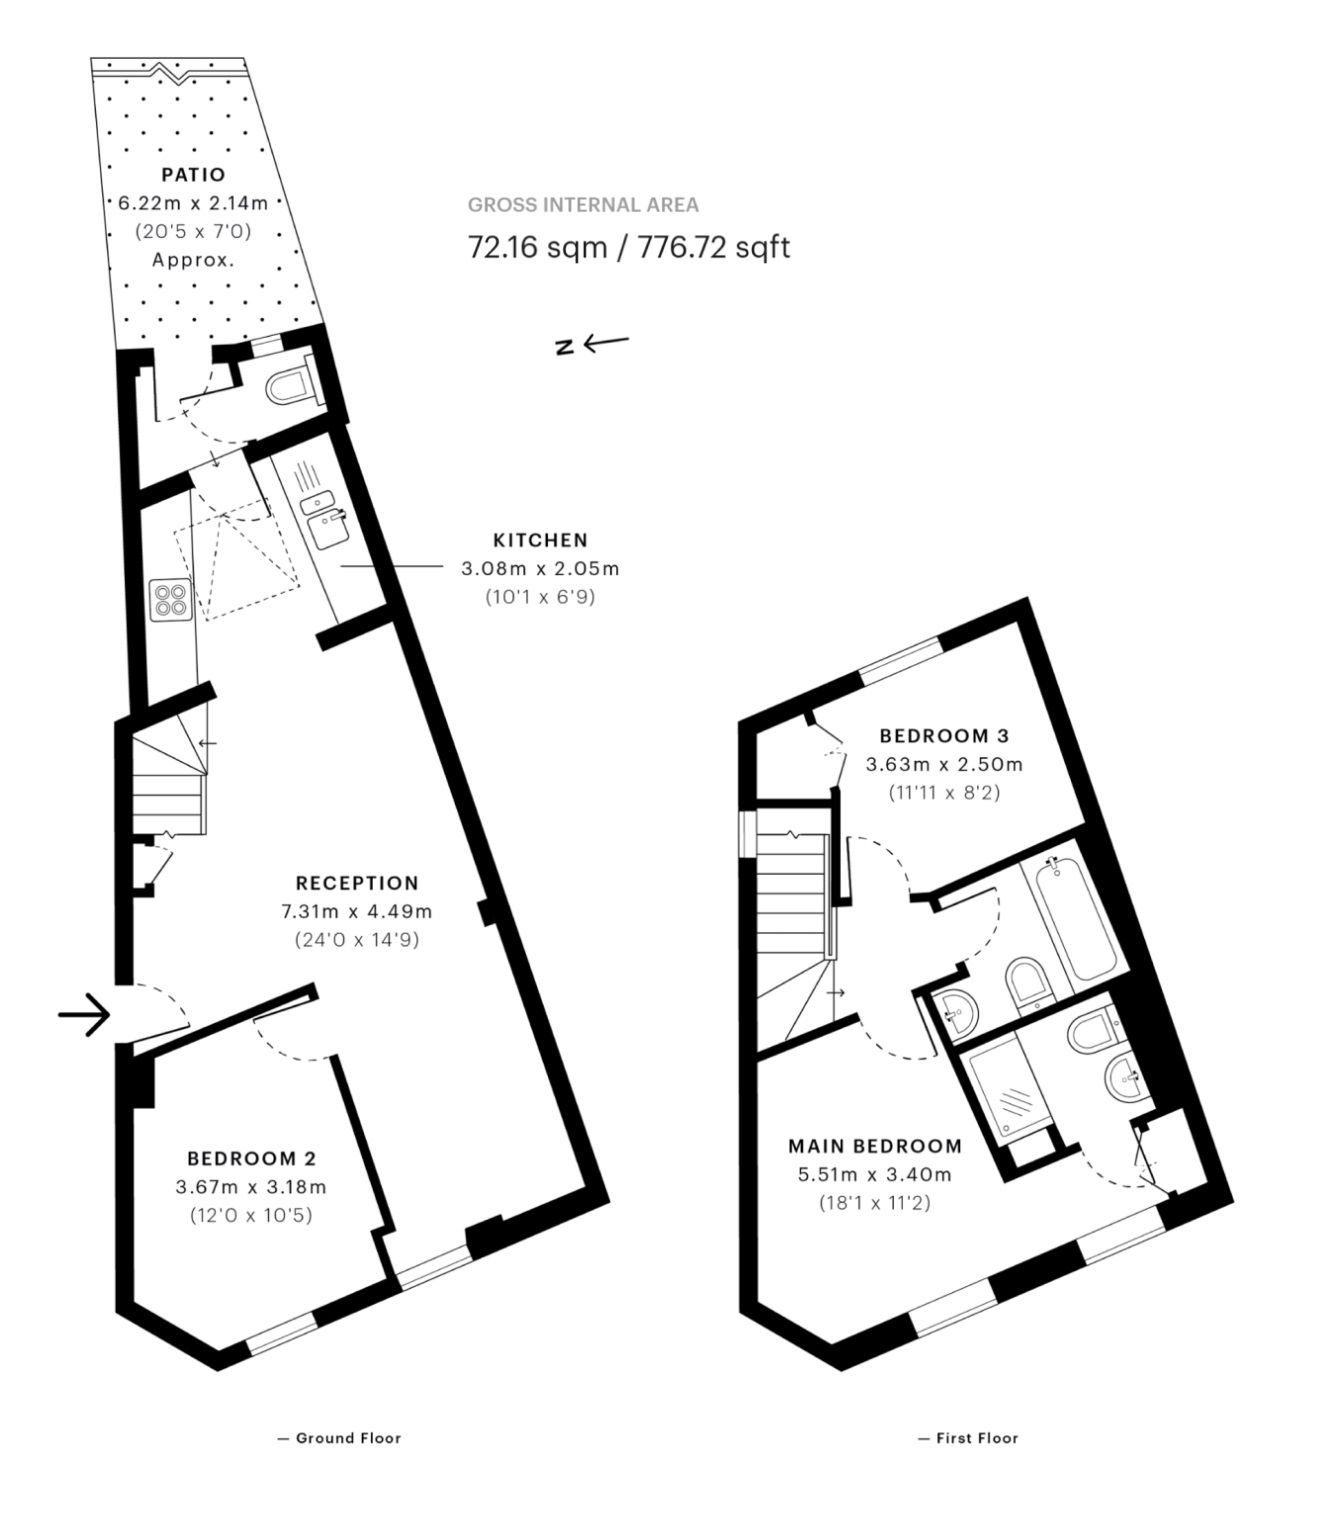 PATIO
6.22m x 2.14m
(20'5 x 7'0)
Approx.
GROSS INTERNAL AREA
72.16 sqm / 776.72 sqft
N
KITCHEN
3.08m x 2.05m
(10'1 x 6'9)
RECEPTION
7.31m x 4.49m
(24'0 x 14'9)
BEDROOM 2
3.67m x 3.18m
(12'0 x 10'5)
BEDROOM 3
3.63m x 2.50m
(11'11 x 8'2)
MAIN BEDROOM
5.51m x 3.40m
(18'1 x 11'2)
— Ground Floor
— First Floor